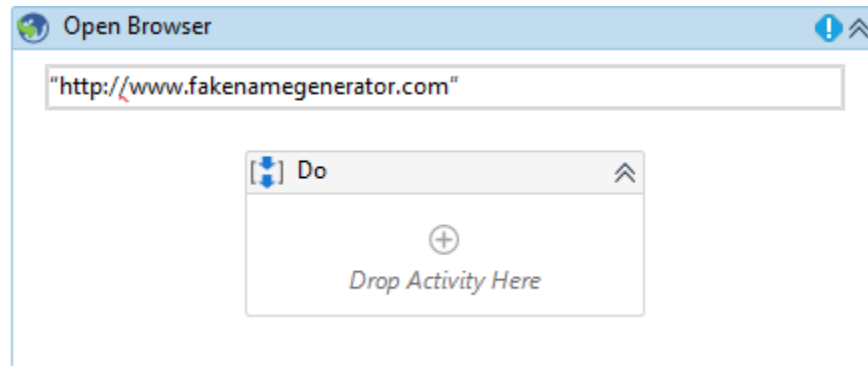 Open Browser
“http://www.fakenamegenerator.com”
Do
Drop Activity Here